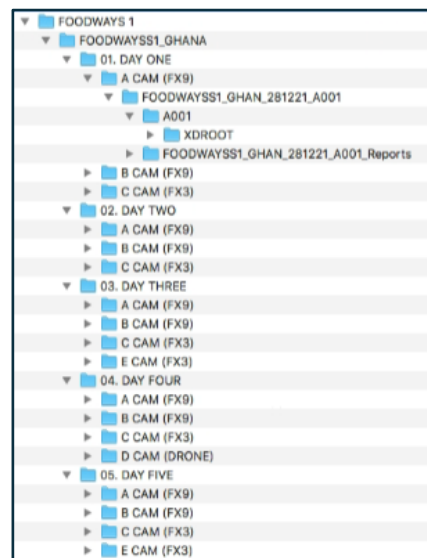 FOODWAYS 1
FOODWAYSS1_GHANA
01. DAY ONE
A CAM (FX9)
FOODWAYSS1_GHAN_281221_A001
A001
XDROOT
FOODWAYSS1_GHAN_281221_A001_Reports
B CAM (FX9)
C CAM (FX3)
02. DAY TWO
A CAM (FX9)
B CAM (FX9)
C CAM (FX3)
03. DAY THREE
A CAM (FX9)
B CAM (FX9)
C CAM (FX3)
E CAM (FX3)
04. DAY FOUR
A CAM (FX9)
B CAM (FX9)
C CAM (FX3)
D CAM (DRONE)
05. DAY FIVE
A CAM (FX9)
B CAM (FX9)
C CAM (FX3)
E CAM (FX3)